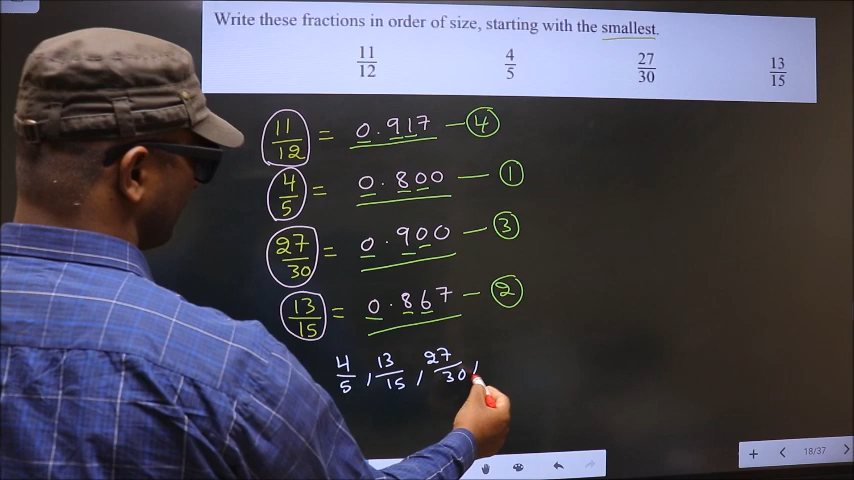 Write these fractions in order of size, starting with the smallest.
11/12 4/5 27/30 13/15
11/12 = 0.917 — 4
4/5 = 0.800 — 1
27/30 = 0.900 — 3
13/15 = 0.867 — 2
4/5 , 13/15 , 27/30 ,
+ < 18/37 >